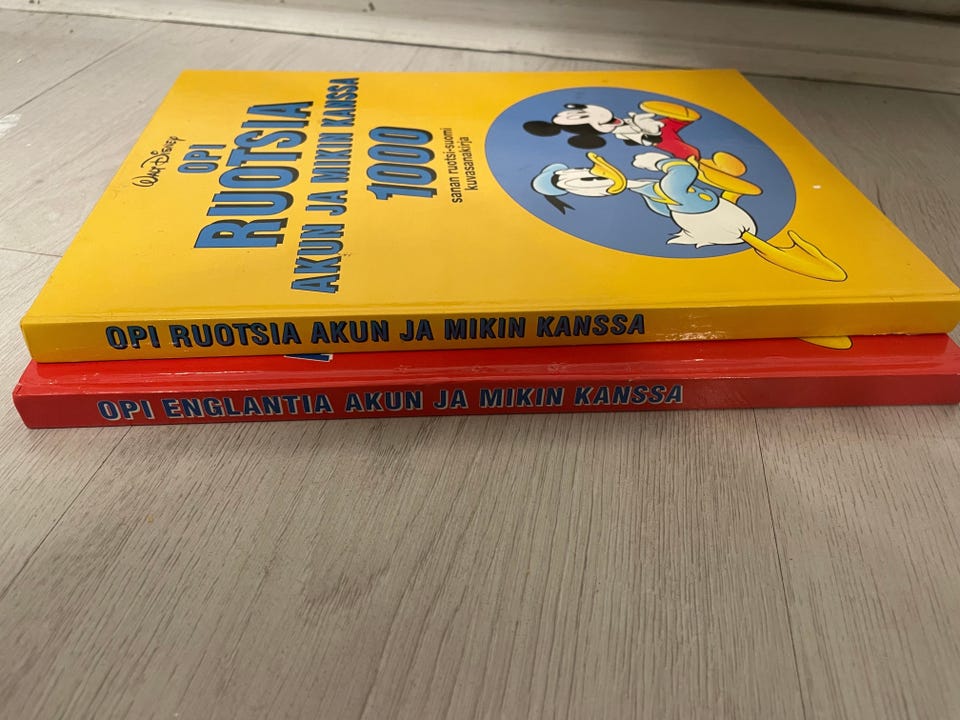 WALT DISNEY
OPI
RUOTSIA
AKUN JA MIKIN KANSSA
1000
sanan ruotsi-suomi
kuvasanakirja
OPI RUOTSIA AKUN JA MIKIN KANSSA
OPI ENGLANTIA AKUN JA MIKIN KANSSA